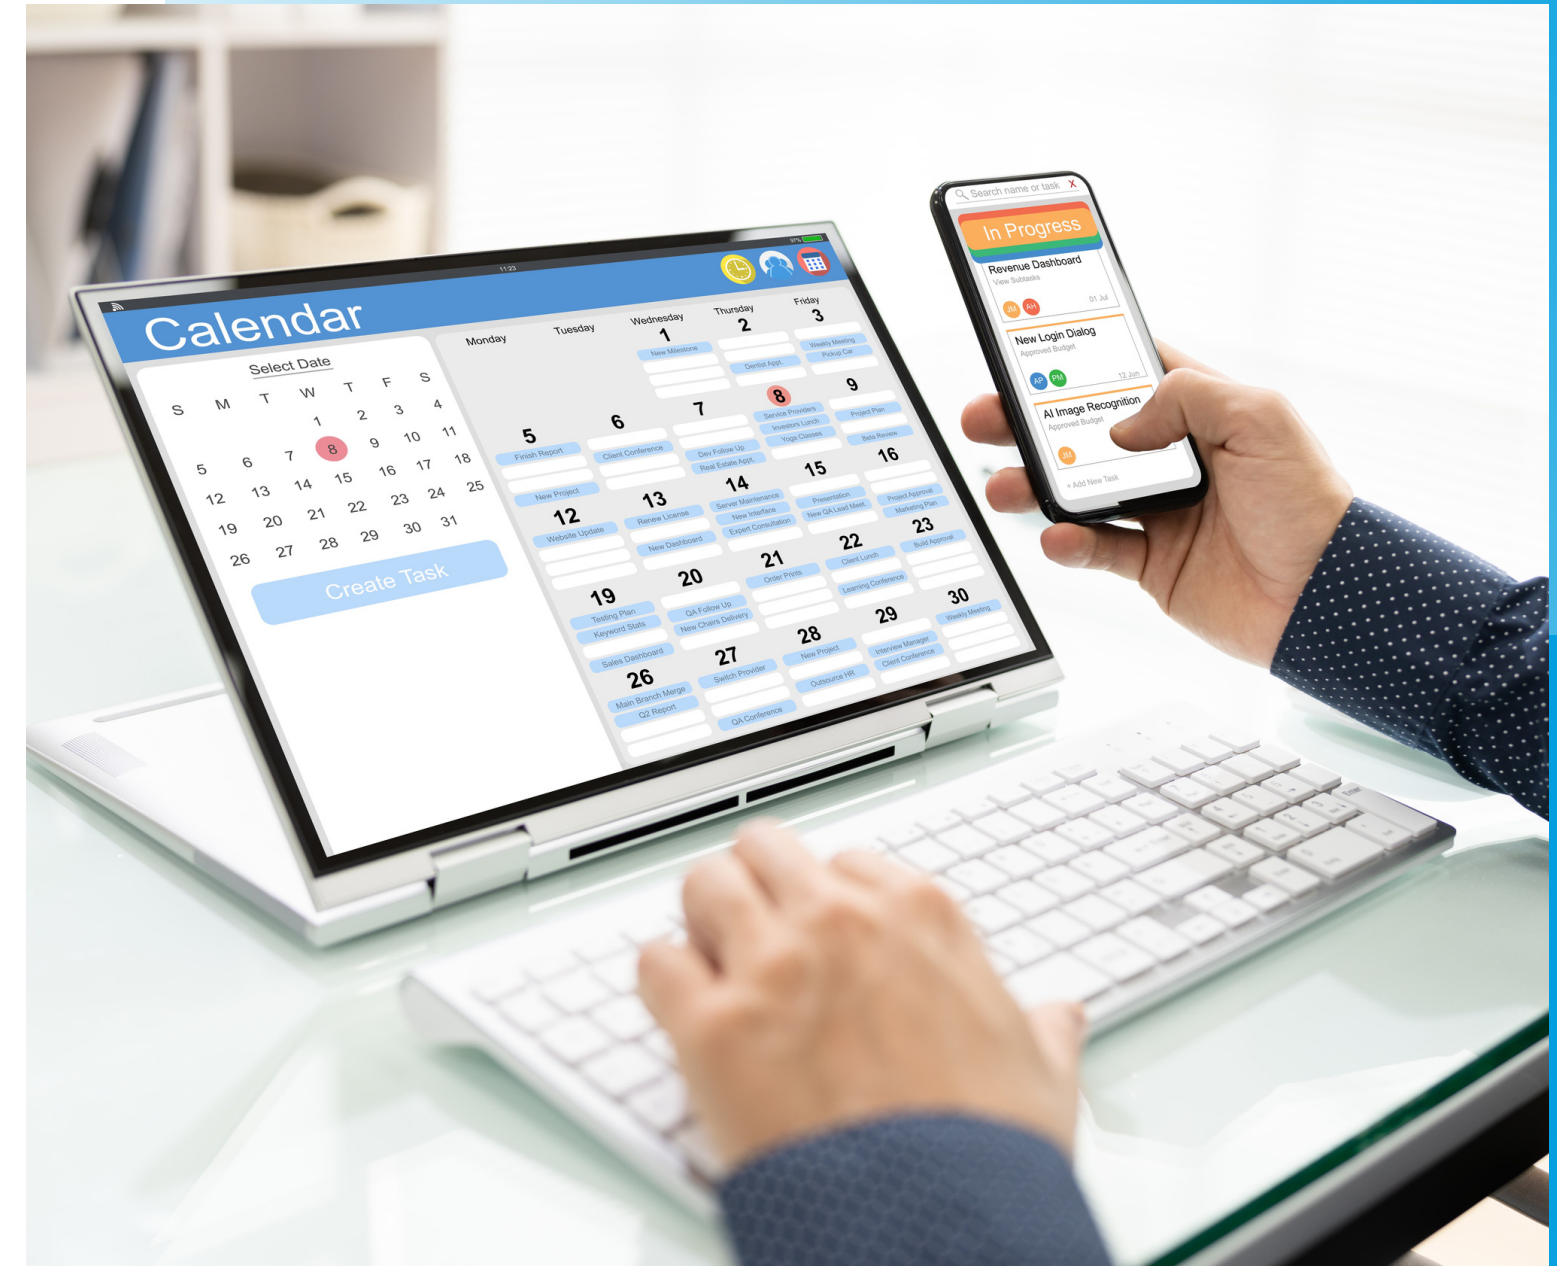 11:23
97%
Calendar
Select Date
S M T W T F S
1 2 3 4
5 6 7 8 9 10 11
12 13 14 15 16 17 18
19 20 21 22 23 24 25
26 27 28 29 30 31
Create Task
Monday Tuesday Wednesday Thursday Friday
1 2 3
New Milestone
Dentist Appt.
Weekly Meeting
Pickup Car
5 6 7 8 9
Finish Report
New Project
Client Conference
Dev Follow Up
Real Estate Appt.
Service Providers
Investors Lunch
Yoga Classes
Project Plan
Beta Review
12 13 14 15 16
Website Update
Renew License
New Dashboard
Server Maintenance
New Interface
Expert Consultation
Presentation
New QA Lead Meet.
Project Approval
Marketing Plan
19 20 21 22 23
Testing Plan
Keyword Stats
Sales Dashboard
QA Follow Up
New Chairs Delivery
Order Prints
Client Lunch
Learning Conference
Build Approval
26 27 28 29 30
Main Branch Merge
Q2 Report
Switch Provider
QA Conference
New Project
Outsource HR
Interview Manager
Client Conference
Weekly Meeting
Search name or task X
In Progress
Revenue Dashboard
View Subtasks
JM AH 01 Jul
New Login Dialog
Approved Budget
AP PM 12 Jun
AI Image Recognition
Approved Budget
JM
+ Add New Task
Enter